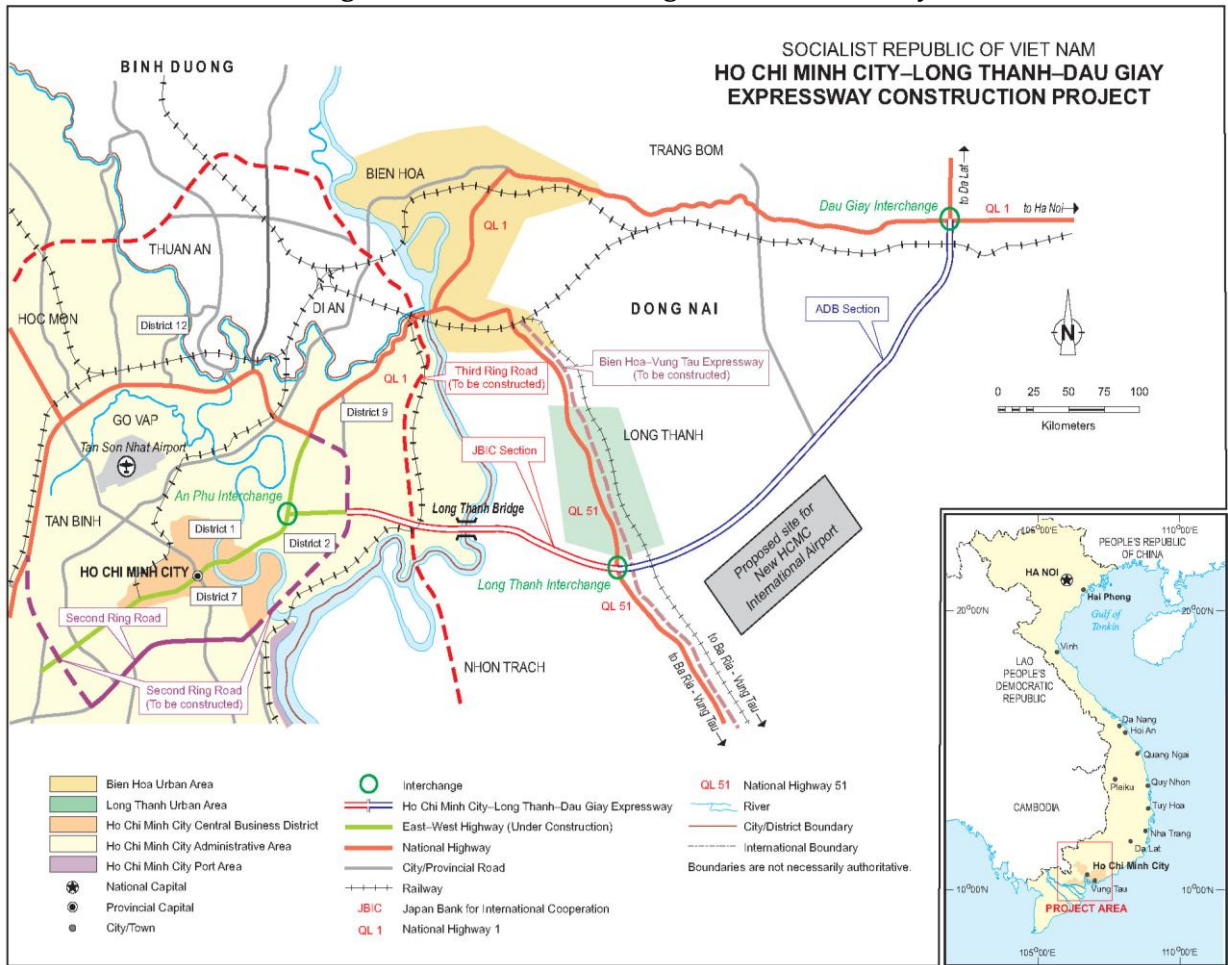 SOCIALIST REPUBLIC OF VIET NAM
HO CHI MINH CITY–LONG THANH–DAU GIAY
EXPRESSWAY CONSTRUCTION PROJECT
BINH DUONG
BIEN HOA
TRANG BOM
to Da Lat
Dau Giay Interchange
QL 1
to Ha Noi
QL 1
THUAN AN
HOC MON
District 12
DI AN
DONG NAI
ADB Section
N
Bien Hoa–Vung Tau Expressway
(To be constructed)
QL 1
Third Ring Road
(To be constructed)
0 25 50 75 100
Kilometers
GO VAP
District 9
Tan Son Nhat Airport
JBIC Section
LONG THANH
An Phu Interchange
Long Thanh Bridge
TAN BINH
District 1
District 2
QL 51
Proposed site for
New HCMC
International Airport
HO CHI MINH CITY
District 7
Long Thanh Interchange
QL 51
Second Ring Road
NHON TRACH
to Ba Ria - Vung Tau
to Ba Ria - Vung Tau
Second Ring Road
(To be constructed)
Bien Hoa Urban Area
Long Thanh Urban Area
Ho Chi Minh City Central Business District
Ho Chi Minh City Administrative Area
Ho Chi Minh City Port Area
National Capital
Provincial Capital
City/Town
Interchange
Ho Chi Minh City–Long Thanh–Dau Giay Expressway
East–West Highway (Under Construction)
National Highway
City/Provincial Road
Railway
JBIC Japan Bank for International Cooperation
QL 1 National Highway 1
QL 51 National Highway 51
River
City/District Boundary
International Boundary
Boundaries are not necessarily authoritative.
105°00'E
110°00'E
PEOPLE'S REPUBLIC
OF CHINA
HA NOI
Hai Phong
20°00'N
20°00'N
Gulf of
Tonkin
Vinh
LAO
PEOPLE'S
DEMOCRATIC
REPUBLIC
Da Nang
Hoi An
Quang Ngai
Pleiku
Quy Nhon
CAMBODIA
Tuy Hoa
Nha Trang
Da Lat
Ho Chi Minh City
Vung Tau
10°00'N
10°00'N
PROJECT AREA
105°00'E
110°00'E